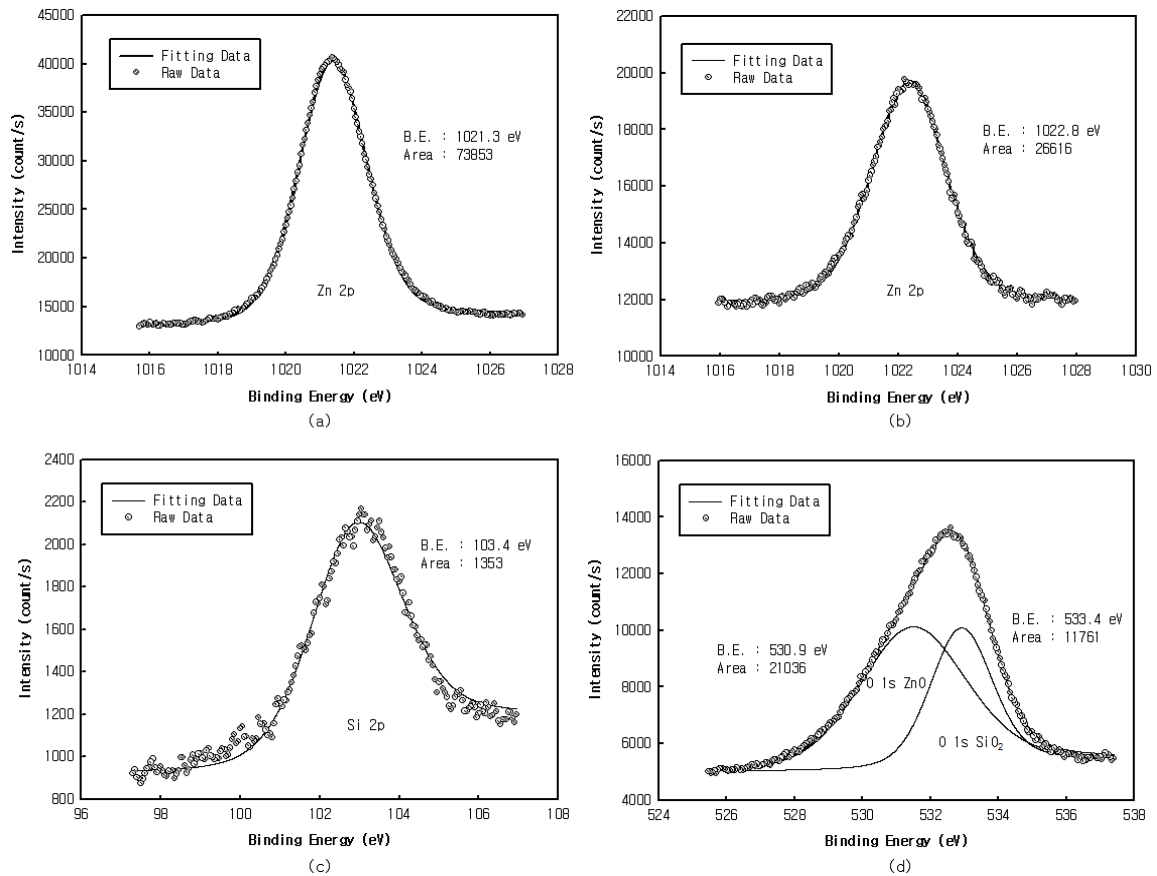 45000
40000
35000
30000
25000
20000
15000
10000
Intensity (count/s)
Fitting Data
Raw Data
B.E. : 1021.3 eV
Area : 73853
Zn 2p
1014 1016 1018 1020 1022 1024 1026 1028
Binding Energy (eV)
(a)
22000
20000
18000
16000
14000
12000
10000
Intensity (count/s)
Fitting Data
Raw Data
B.E. : 1022.8 eV
Area : 26616
Zn 2p
1014 1016 1018 1020 1022 1024 1026 1028 1030
Binding Energy (eV)
(b)
2400
2200
2000
1800
1600
1400
1200
1000
800
Intensity (count/s)
Fitting Data
Raw Data
B.E. : 103.4 eV
Area : 1353
Si 2p
96 98 100 102 104 106 108
Binding Energy (eV)
(c)
16000
14000
12000
10000
8000
6000
4000
Intensity (count/s)
Fitting Data
Raw Data
B.E. : 533.4 eV
Area : 11761
B.E. : 530.9 eV
Area : 21036
O 1s ZnO
O 1s SiO₂
524 526 528 530 532 534 536 538
Binding Energy (eV)
(d)